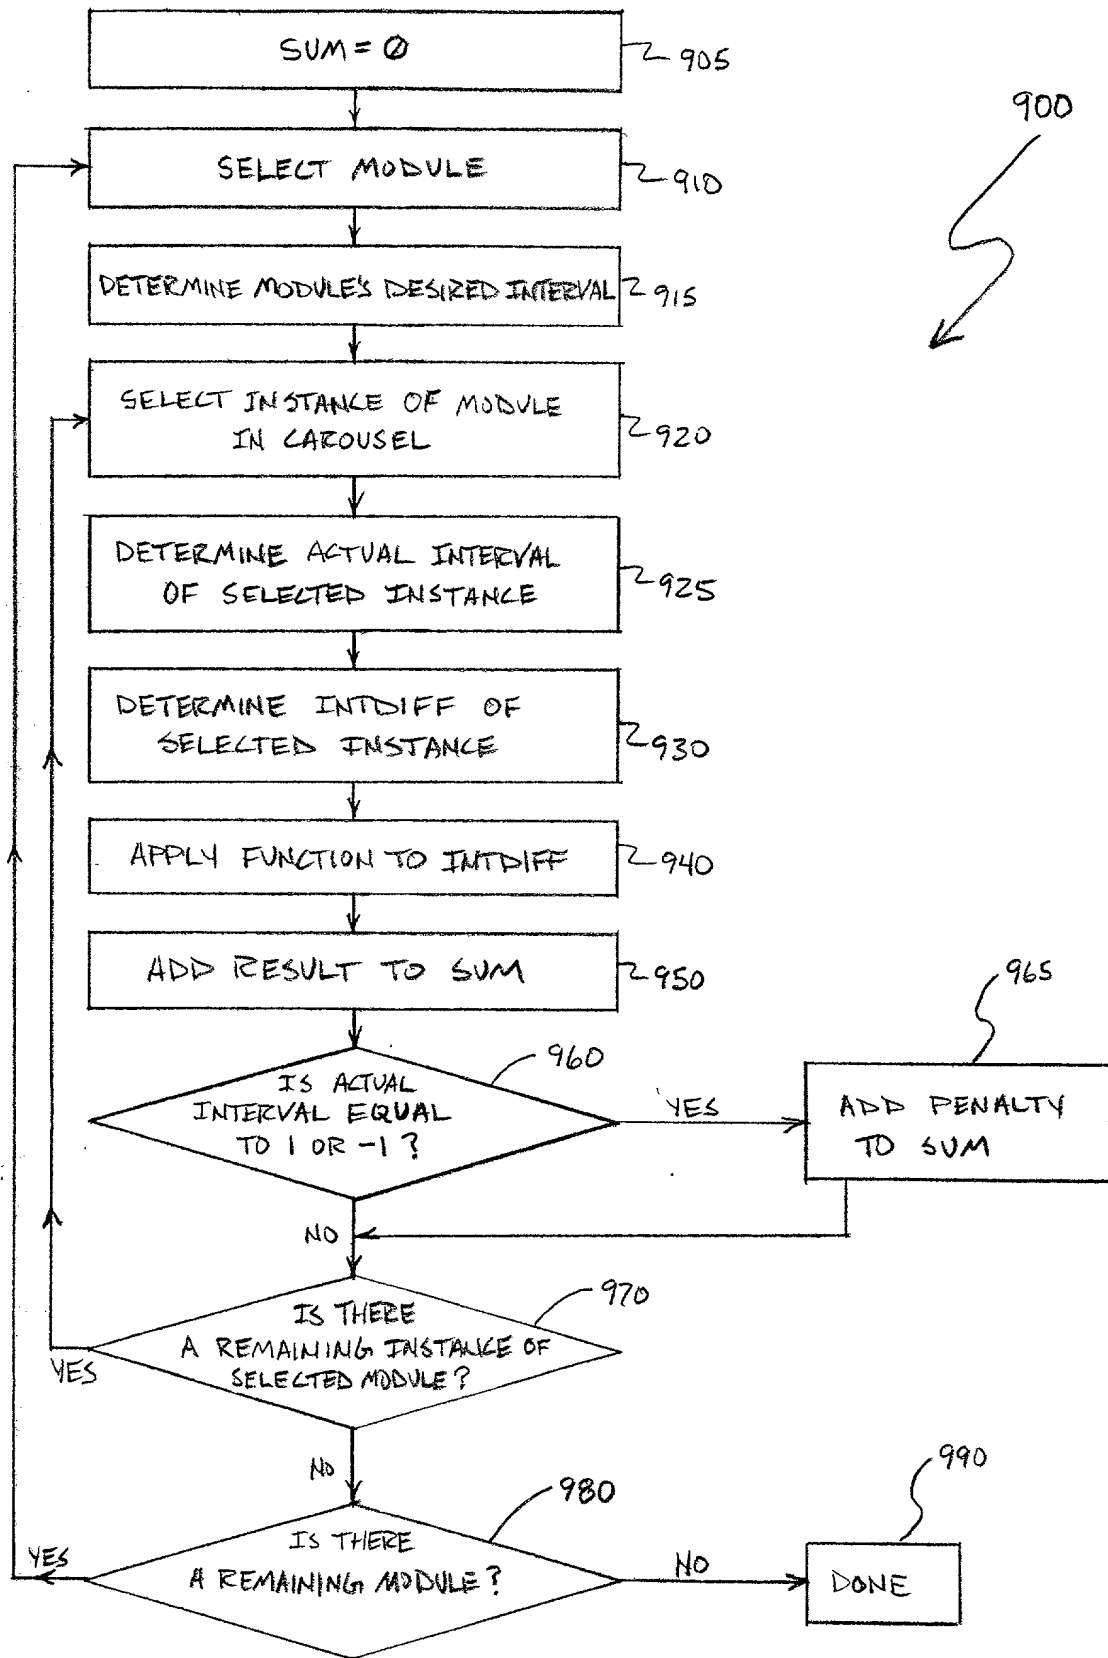 SUM = 0
905
900
SELECT MODULE
910
DETERMINE MODULE'S DESIRED INTERVAL
915
SELECT INSTANCE OF MODULE
IN CAROUSEL
920
DETERMINE ACTUAL INTERVAL
OF SELECTED INSTANCE
925
DETERMINE INTDIFF OF
SELECTED INSTANCE
930
APPLY FUNCTION TO INTDIFF
940
ADD RESULT TO SUM
950
965
960
IS ACTUAL
INTERVAL EQUAL
TO 1 OR -1?
YES
ADD PENALTY
TO SUM
NO
970
IS THERE
A REMAINING INSTANCE OF
SELECTED MODULE?
YES
NO
980
990
IS THERE
A REMAINING MODULE?
YES
NO
DONE